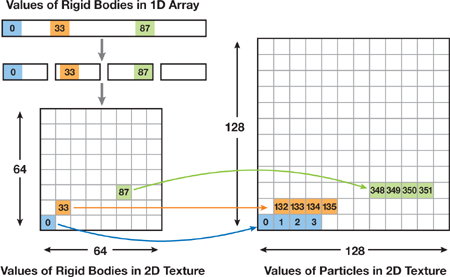 Values of Rigid Bodies in 1D Array
0 33 87
0 33 87
64
87
33
0
64
Values of Rigid Bodies in 2D Texture
128
348 349 350 351
132 133 134 135
0 1 2 3
128
Values of Particles in 2D Texture